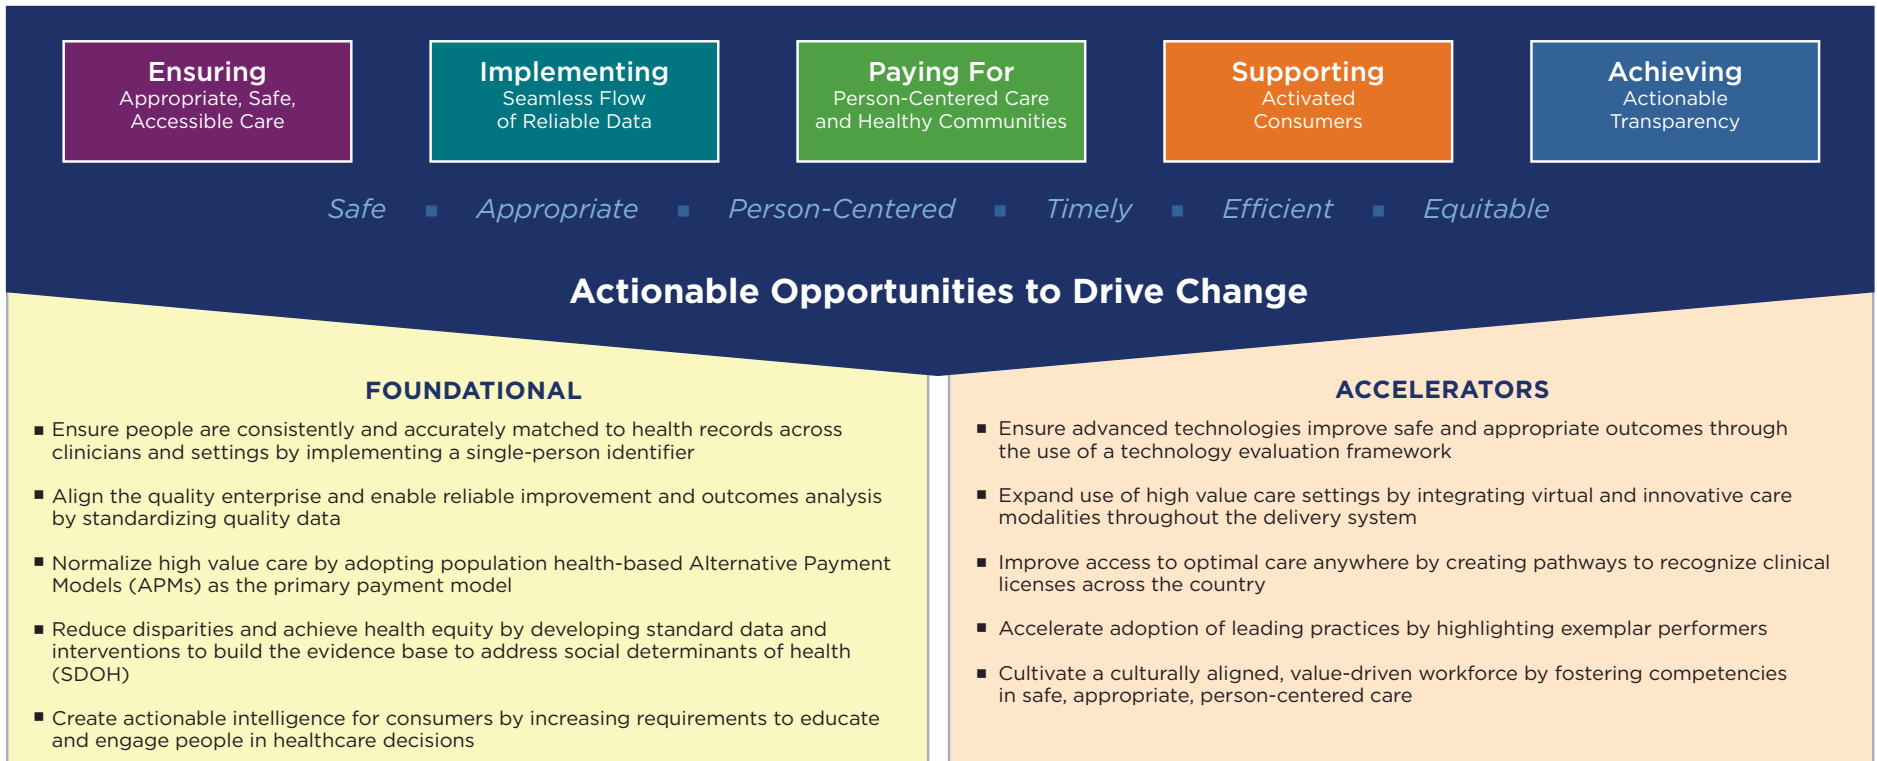 Ensuring
Appropriate, Safe,
Accessible Care
Implementing
Seamless Flow
of Reliable Data
Paying For
Person-Centered Care
and Healthy Communities
Supporting
Activated
Consumers
Achieving
Actionable
Transparency
Safe ▪ Appropriate ▪ Person-Centered ▪ Timely ▪ Efficient ▪ Equitable
Actionable Opportunities to Drive Change
FOUNDATIONAL
▪ Ensure people are consistently and accurately matched to health records across
clinicians and settings by implementing a single-person identifier
▪ Align the quality enterprise and enable reliable improvement and outcomes analysis
by standardizing quality data
▪ Normalize high value care by adopting population health-based Alternative Payment
Models (APMs) as the primary payment model
▪ Reduce disparities and achieve health equity by developing standard data and
interventions to build the evidence base to address social determinants of health
(SDOH)
▪ Create actionable intelligence for consumers by increasing requirements to educate
and engage people in healthcare decisions
ACCELERATORS
▪ Ensure advanced technologies improve safe and appropriate outcomes through
the use of a technology evaluation framework
▪ Expand use of high value care settings by integrating virtual and innovative care
modalities throughout the delivery system
▪ Improve access to optimal care anywhere by creating pathways to recognize clinical
licenses across the country
▪ Accelerate adoption of leading practices by highlighting exemplar performers
▪ Cultivate a culturally aligned, value-driven workforce by fostering competencies
in safe, appropriate, person-centered care